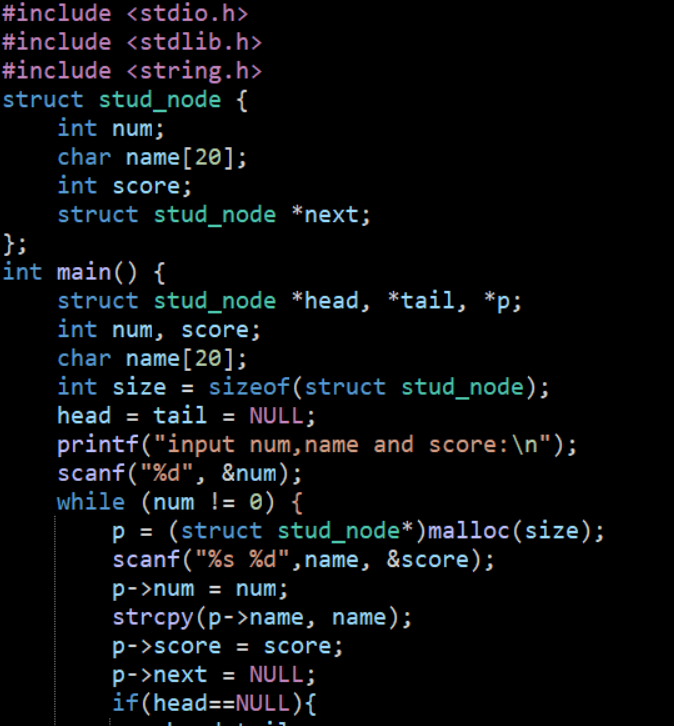 #include <stdio.h>
#include <stdlib.h>
#include <string.h>
struct stud_node {
    int num;
    char name[20];
    int score;
    struct stud_node *next;
};
int main() {
    struct stud_node *head, *tail, *p;
    int num, score;
    char name[20];
    int size = sizeof(struct stud_node);
    head = tail = NULL;
    printf("input num,name and score:\n");
    scanf("%d", &num);
    while (num != 0) {
        p = (struct stud_node*)malloc(size);
        scanf("%s %d",name, &score);
        p->num = num;
        strcpy(p->name, name);
        p->score = score;
        p->next = NULL;
        if(head==NULL){